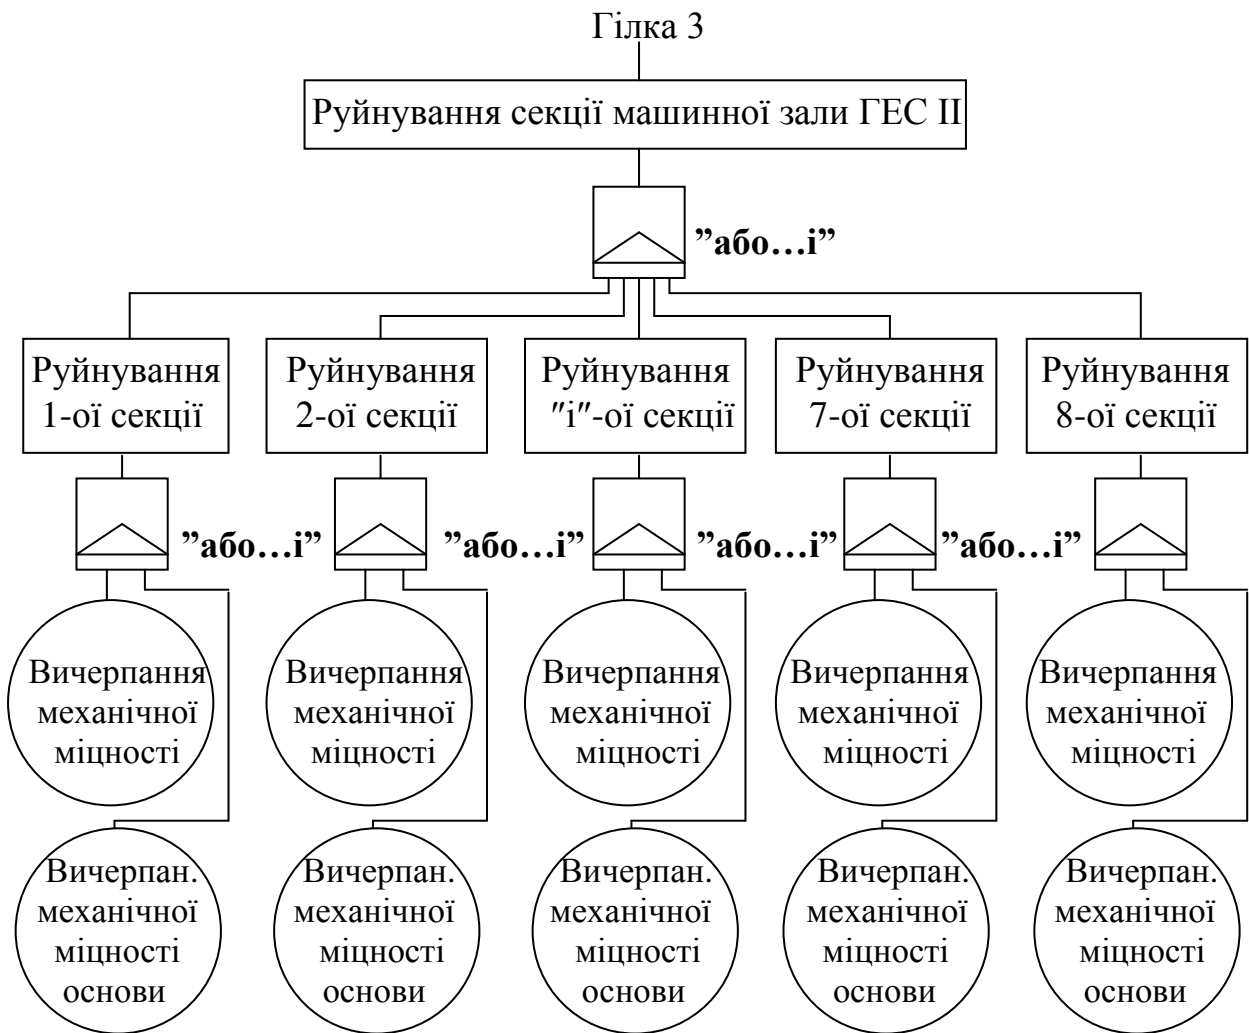 Гілка 3
Руйнування секції машинної зали ГЕС ІІ
”або…і”
Руйнування
1-ої секції
Руйнування
2-ої секції
Руйнування
"і"-ої секції
Руйнування
7-ої секції
Руйнування
8-ої секції
”або…і”
”або…і”
”або…і”
”або…і”
Вичерпання
механічної
міцності
Вичерпання
механічної
міцності
Вичерпання
механічної
міцності
Вичерпання
механічної
міцності
Вичерпання
механічної
міцності
Вичерпан.
механічної
міцності
основи
Вичерпан.
механічної
міцності
основи
Вичерпан.
механічної
міцності
основи
Вичерпан.
механічної
міцності
основи
Вичерпан.
механічної
міцності
основи